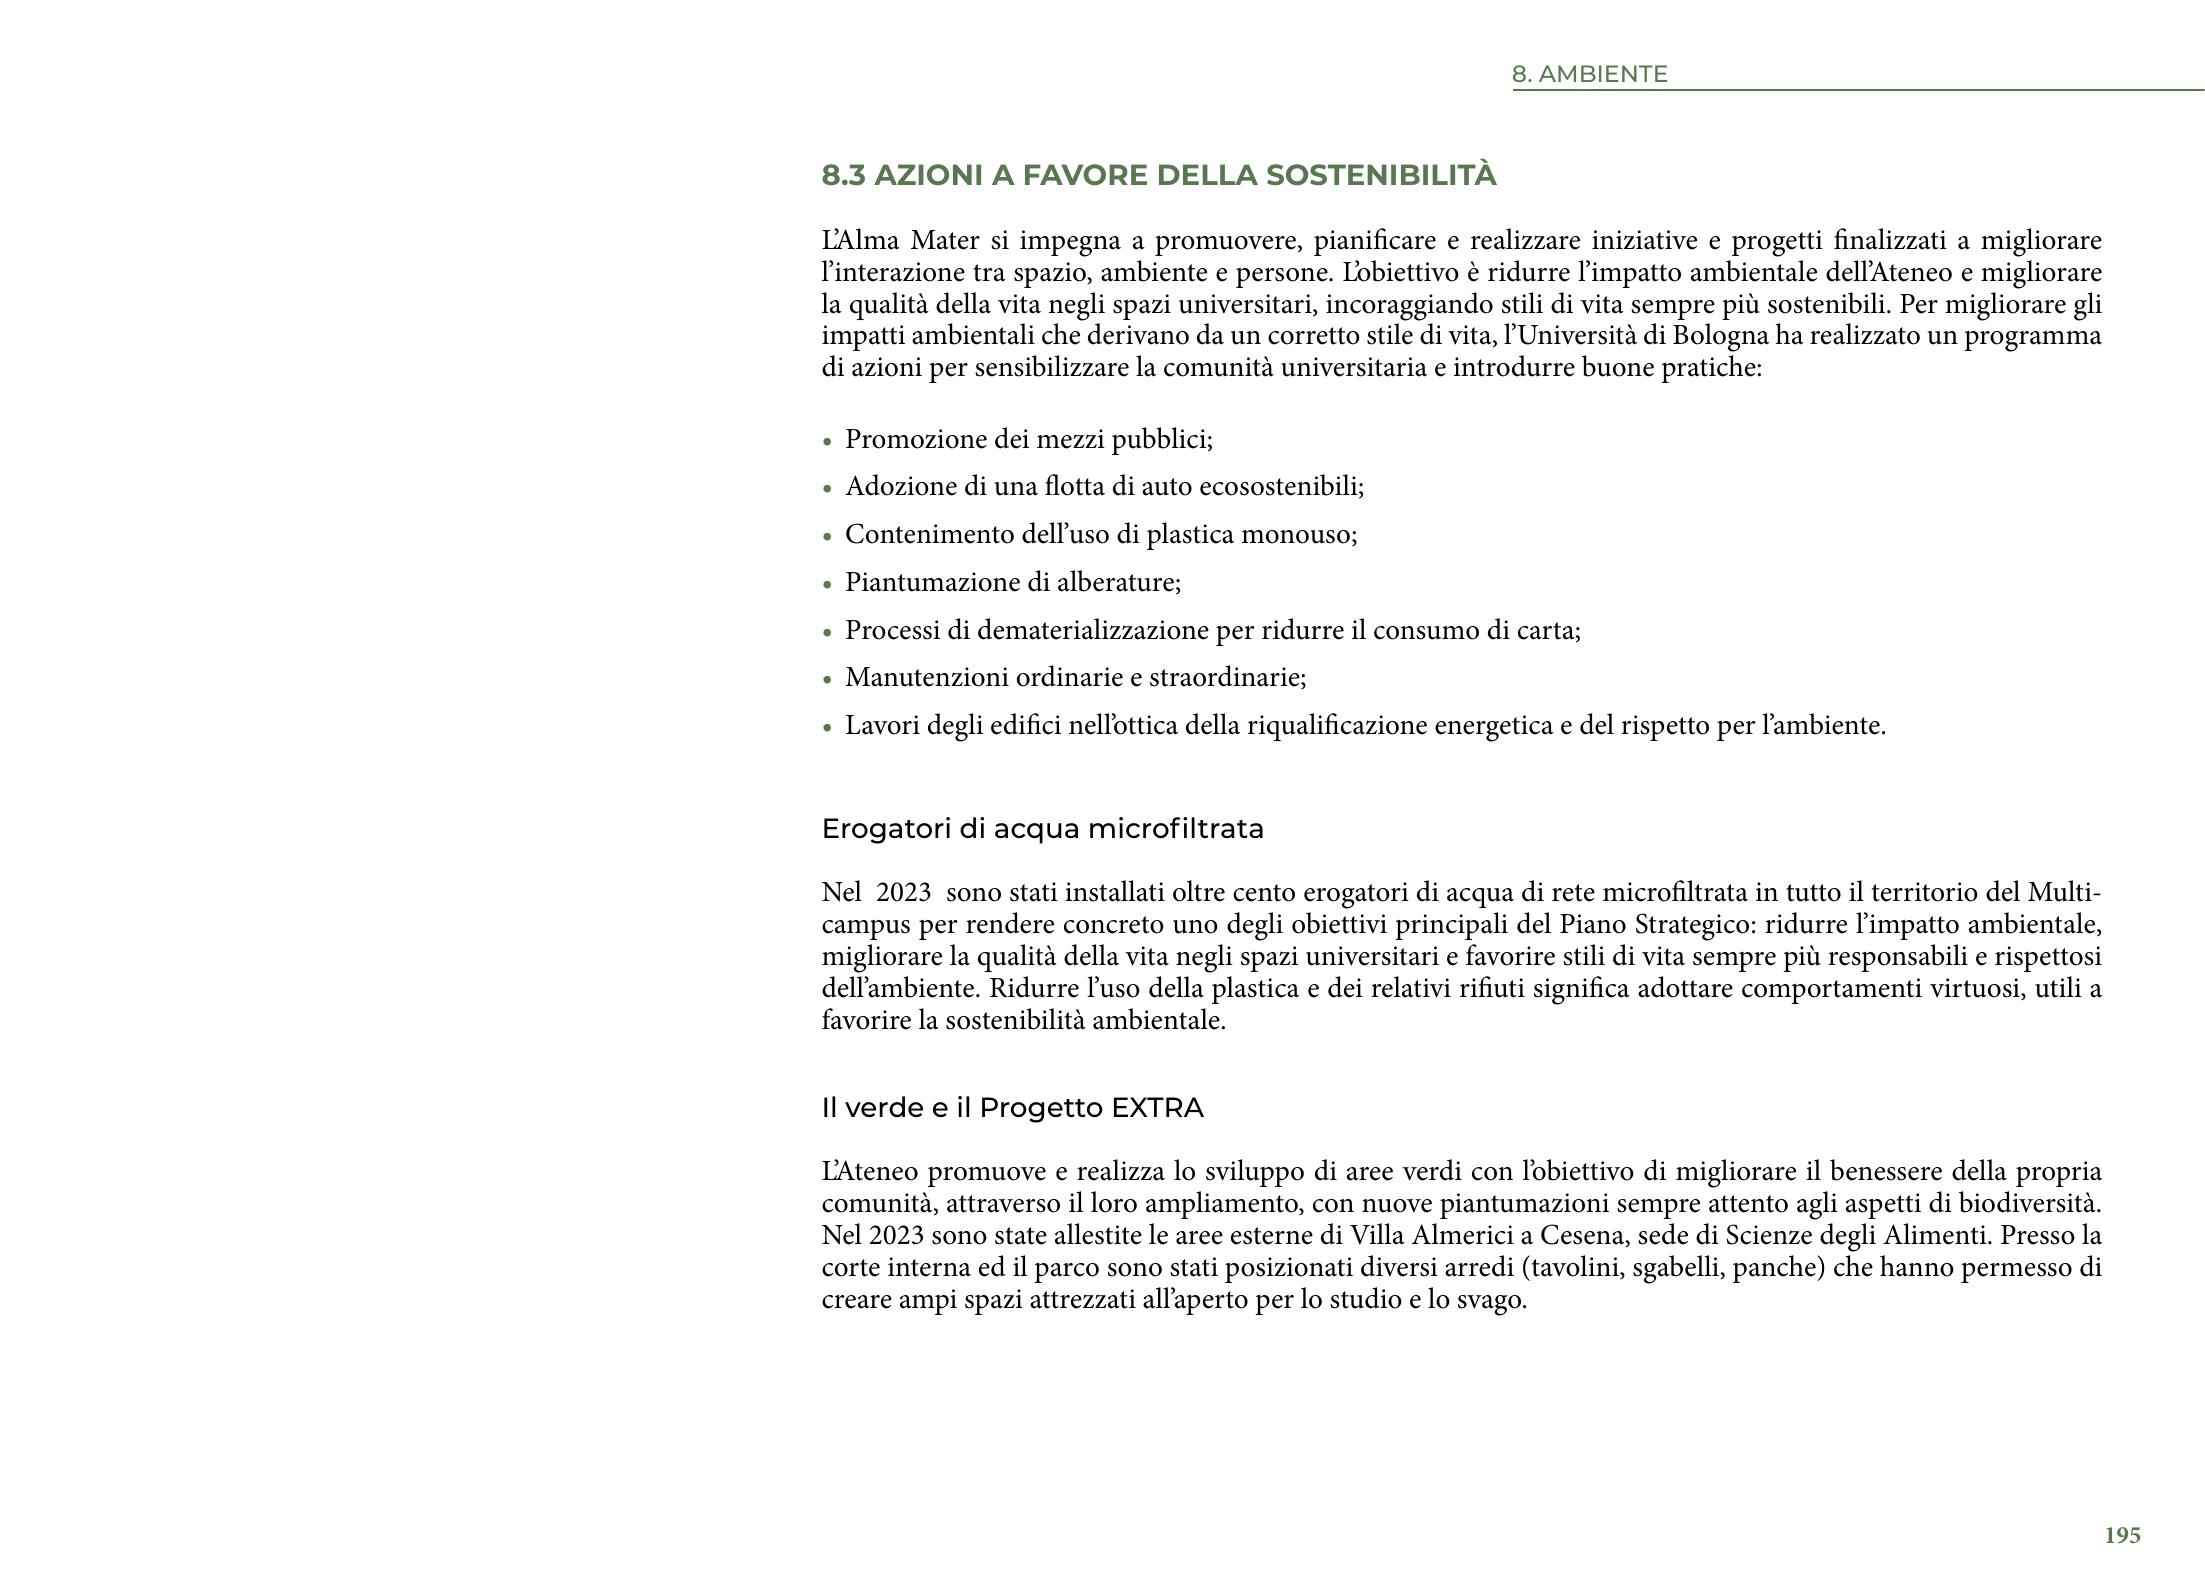 8. AMBIENTE
8.3 AZIONI A FAVORE DELLA SOSTENIBILITÀ
L’Alma Mater si impegna a promuovere, pianificare e realizzare iniziative e progetti finalizzati a migliorare
l’interazione tra spazio, ambiente e persone. L’obiettivo è ridurre l’impatto ambientale dell’Ateneo e migliorare
la qualità della vita negli spazi universitari, incoraggiando stili di vita sempre più sostenibili. Per migliorare gli
impatti ambientali che derivano da un corretto stile di vita, l’Università di Bologna ha realizzato un programma
di azioni per sensibilizzare la comunità universitaria e introdurre buone pratiche:
• Promozione dei mezzi pubblici;
• Adozione di una flotta di auto ecosostenibili;
• Contenimento dell’uso di plastica monouso;
• Piantumazione di alberature;
• Processi di dematerializzazione per ridurre il consumo di carta;
• Manutenzioni ordinarie e straordinarie;
• Lavori degli edifici nell’ottica della riqualificazione energetica e del rispetto per l’ambiente.
Erogatori di acqua microfiltrata
Nel 2023 sono stati installati oltre cento erogatori di acqua di rete microfiltrata in tutto il territorio del Multi-
campus per rendere concreto uno degli obiettivi principali del Piano Strategico: ridurre l’impatto ambientale,
migliorare la qualità della vita negli spazi universitari e favorire stili di vita sempre più responsabili e rispettosi
dell’ambiente. Ridurre l’uso della plastica e dei relativi rifiuti significa adottare comportamenti virtuosi, utili a
favorire la sostenibilità ambientale.
Il verde e il Progetto EXTRA
L’Ateneo promuove e realizza lo sviluppo di aree verdi con l’obiettivo di migliorare il benessere della propria
comunità, attraverso il loro ampliamento, con nuove piantumazioni sempre attento agli aspetti di biodiversità.
Nel 2023 sono state allestite le aree esterne di Villa Almerici a Cesena, sede di Scienze degli Alimenti. Presso la
corte interna ed il parco sono stati posizionati diversi arredi (tavolini, sgabelli, panche) che hanno permesso di
creare ampi spazi attrezzati all’aperto per lo studio e lo svago.
195